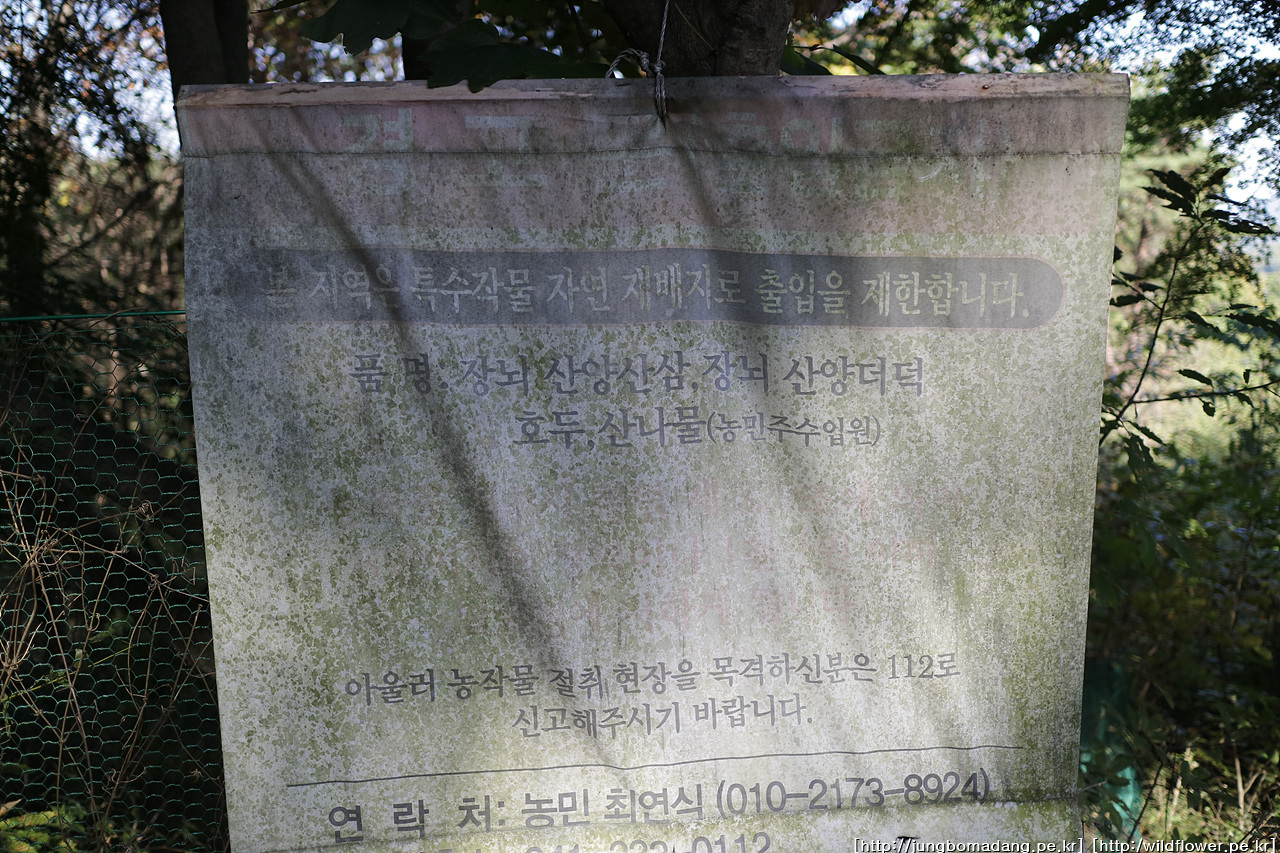 경
본 지역은 특수작물 자연 재배지로 출입을 제한합니다.
품 명: 장뇌 산양산삼,장뇌 산양더덕
호두,산나물(농민주수입원)
아울러 농작물 절취 현장을 목격하신분은 112로
신고해주시기 바랍니다.
연 락 처: 농민 최연식 (010-2173-8924)
[http://jungbomadang.pe.kr] [http://wildflower.pe.kr]